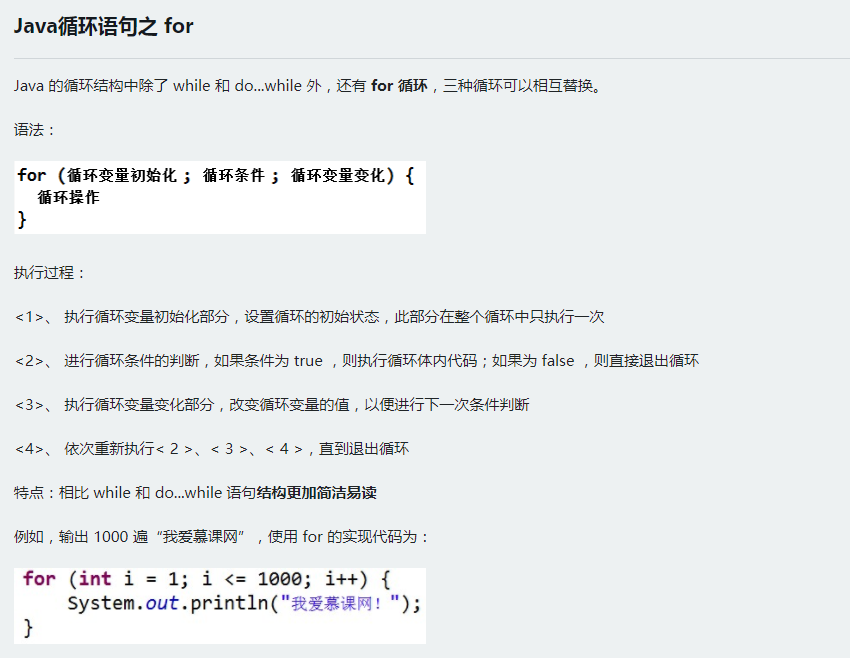 Java循环语句之 for
Java 的循环结构中除了 while 和 do...while 外，还有 for 循环，三种循环可以相互替换。
语法：
for (循环变量初始化 ; 循环条件 ; 循环变量变化) {
    循环操作
}
执行过程：
<1>、 执行循环变量初始化部分，设置循环的初始状态，此部分在整个循环中只执行一次
<2>、 进行循环条件的判断，如果条件为 true ，则执行循环体内代码；如果为 false ，则直接退出循环
<3>、 执行循环变量变化部分，改变循环变量的值，以便进行下一次条件判断
<4>、 依次重新执行< 2 >、< 3 >、< 4 >，直到退出循环
特点：相比 while 和 do...while 语句结构更加简洁易读
例如，输出 1000 遍“我爱慕课网” ，使用 for 的实现代码为：
for (int i = 1; i <= 1000; i++) {
    System.out.println("我爱慕课网！");
}